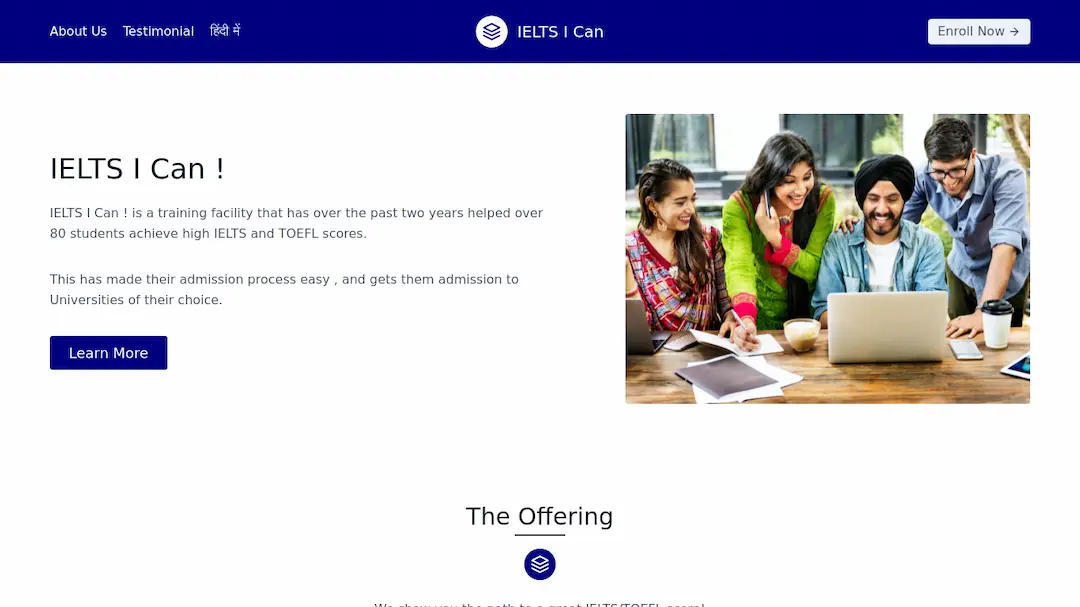 About Us
Testimonial
हिंदी में
IELTS I Can
Enroll Now →
IELTS I Can !
IELTS I Can ! is a training facility that has over the past two years helped over
80 students achieve high IELTS and TOEFL scores.
This has made their admission process easy , and gets them admission to
Universities of their choice.
Learn More
The Offering
We show you the path to a great IELTS/TOEFL score!